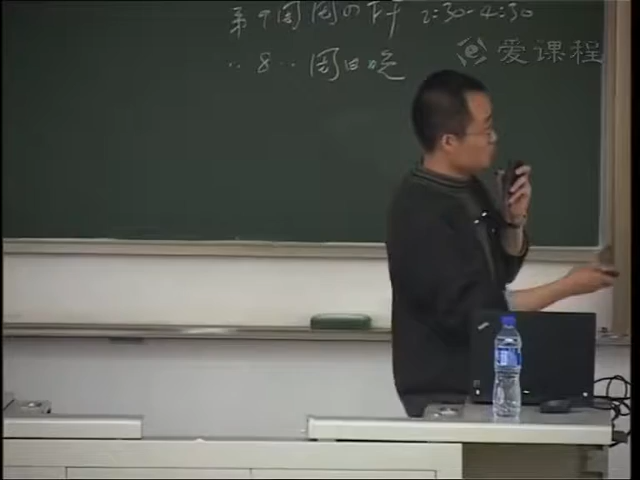 第7周周四下午 2:30-4:30
.. 8 .. 周日晚
爱课程